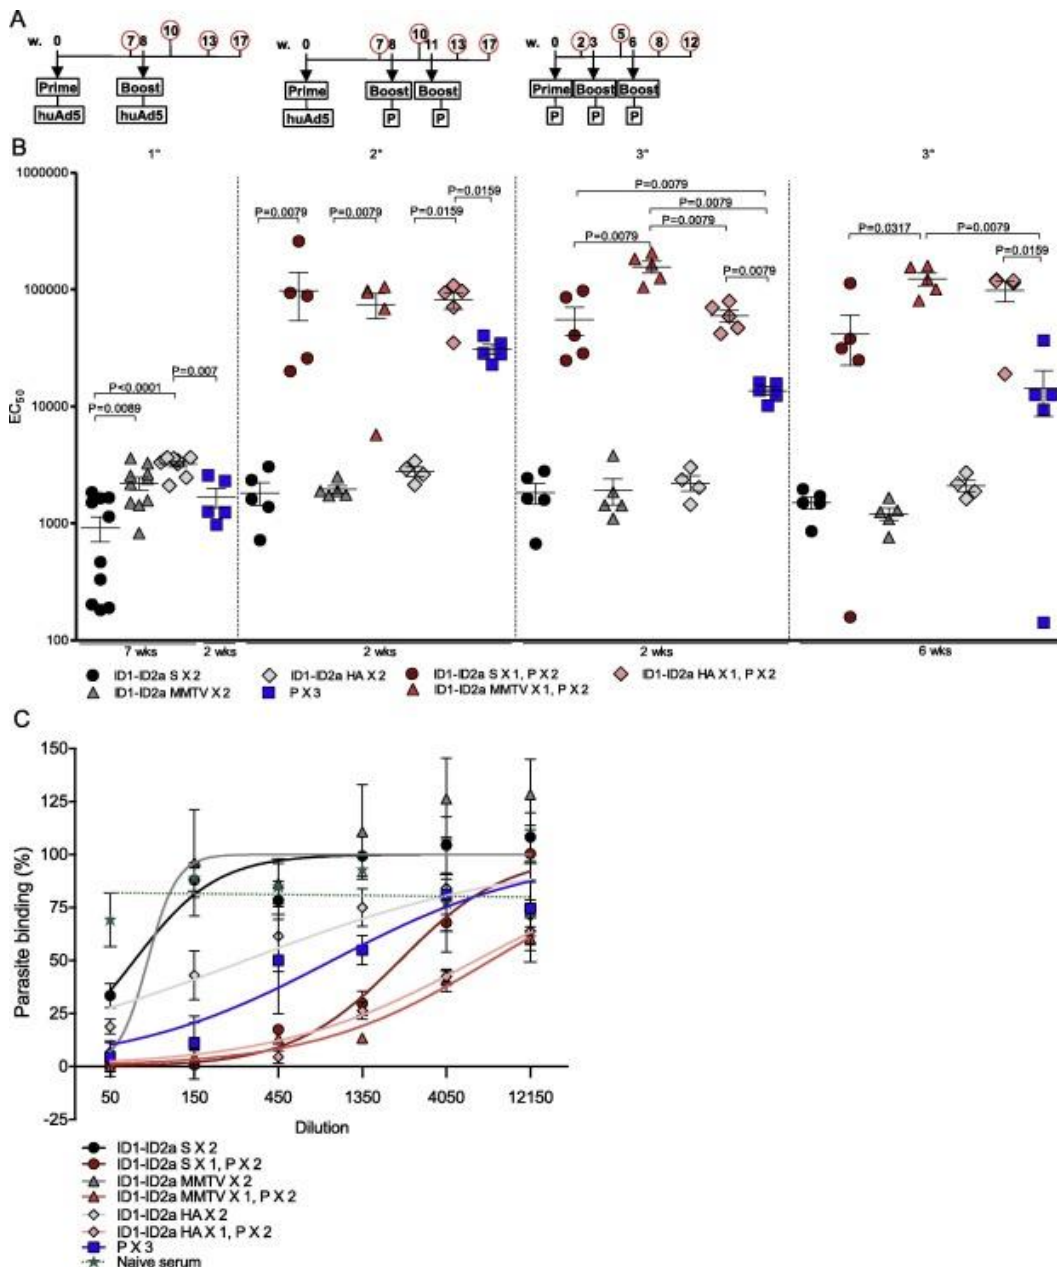 A
w. 0 7 8 10 13 17
Prime Boost
huAd5 huAd5
w. 0 7 8 10 11 13 17
Prime Boost Boost
huAd5 P P
w. 0 2 3 5 6 8 12
Prime Boost Boost
P P P
B
1° 2° 3° 3°
1000000
100000
10000
1000
100
EC50
P=0.0089
P<0.0001
P=0.007
P=0.0079
P=0.0079
P=0.0159
P=0.0159
P=0.0079
P=0.0079
P=0.0079
P=0.0079
P=0.0079
P=0.0317
P=0.0079
P=0.0159
7 wks 2 wks 2 wks 2 wks 6 wks
ID1-ID2a S X 2 ID1-ID2a HA X 2 ID1-ID2a S X 1, P X 2 ID1-ID2a HA X 1, P X 2
ID1-ID2a MMTV X 2 P X 3 ID1-ID2a MMTV X 1, P X 2
C
150
125
100
75
50
25
0
-25
Parasite binding (%)
50 150 450 1350 4050 12150
Dilution
ID1-ID2a S X 2
ID1-ID2a S X 1, P X 2
ID1-ID2a MMTV X 2
ID1-ID2a MMTV X 1, P X 2
ID1-ID2a HA X 2
ID1-ID2a HA X 1, P X 2
P X 3
Naive serum